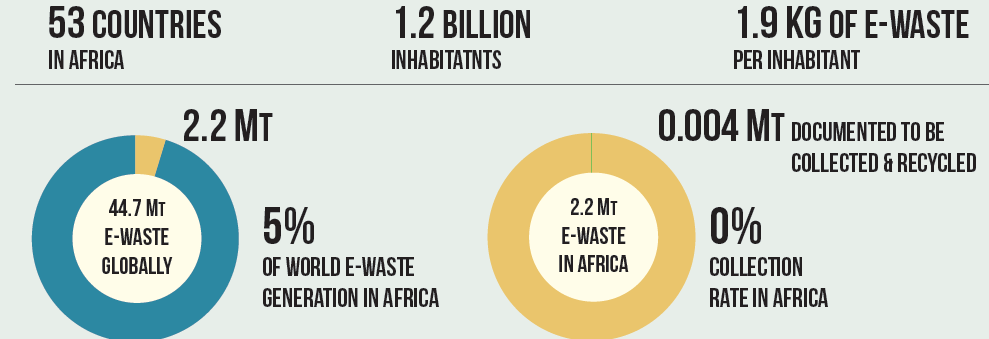 53 COUNTRIES
IN AFRICA
1.2 BILLION
INHABITATNTS
1.9 KG OF E-WASTE
PER INHABITANT
2.2 MT
44.7 MT
E-WASTE
GLOBALLY
5%
OF WORLD E-WASTE
GENERATION IN AFRICA
0.004 MT DOCUMENTED TO BE
COLLECTED & RECYCLED
2.2 MT
E-WASTE
IN AFRICA
0%
COLLECTION
RATE IN AFRICA